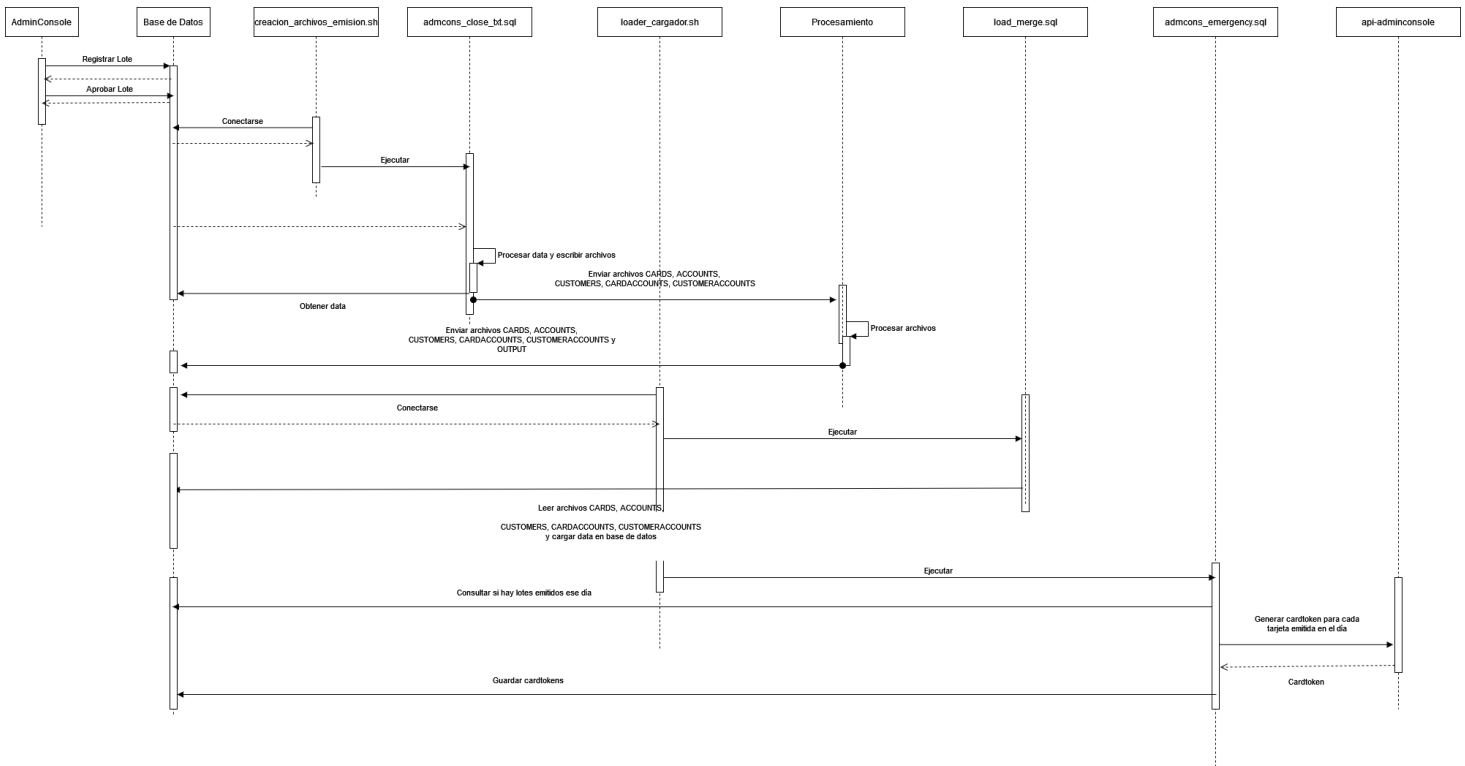 AdminConsole
Base de Datos
creacion_archivos_emision.sh
admcons_close_txt.sql
loader_cargador.sh
Procesamiento
load_merge.sql
admcons_emergency.sql
api-adminconsole
Registrar Lote
Aprobar Lote
Conectarse
Ejecutar
Procesar data y escribir archivos
Enviar archivos CARDS, ACCOUNTS,
CUSTOMERS, CARDACCOUNTS, CUSTOMERACCOUNTS
Obtener data
Procesar archivos
Enviar archivos CARDS, ACCOUNTS,
CUSTOMERS, CARDACCOUNTS, CUSTOMERACCOUNTS y
OUTPUT
Conectarse
Ejecutar
Leer archivos CARDS, ACCOUNTS,
CUSTOMERS, CARDACCOUNTS, CUSTOMERACCOUNTS
y cargar data en base de datos
Ejecutar
Consultar si hay lotes emitidos ese día
Generar cardtoken para cada
tarjeta emitida en el día
Cardtoken
Guardar cardtokens